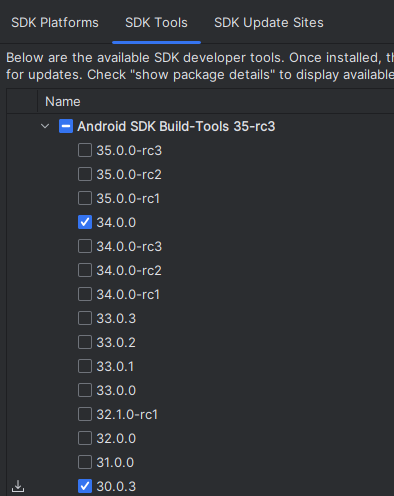 SDK Platforms SDK Tools SDK Update Sites
Below are the available SDK developer tools. Once installed, th
for updates. Check "show package details" to display available
Name
Android SDK Build-Tools 35-rc3
35.0.0-rc3
35.0.0-rc2
35.0.0-rc1
34.0.0
34.0.0-rc3
34.0.0-rc2
34.0.0-rc1
33.0.3
33.0.2
33.0.1
33.0.0
32.1.0-rc1
32.0.0
31.0.0
30.0.3